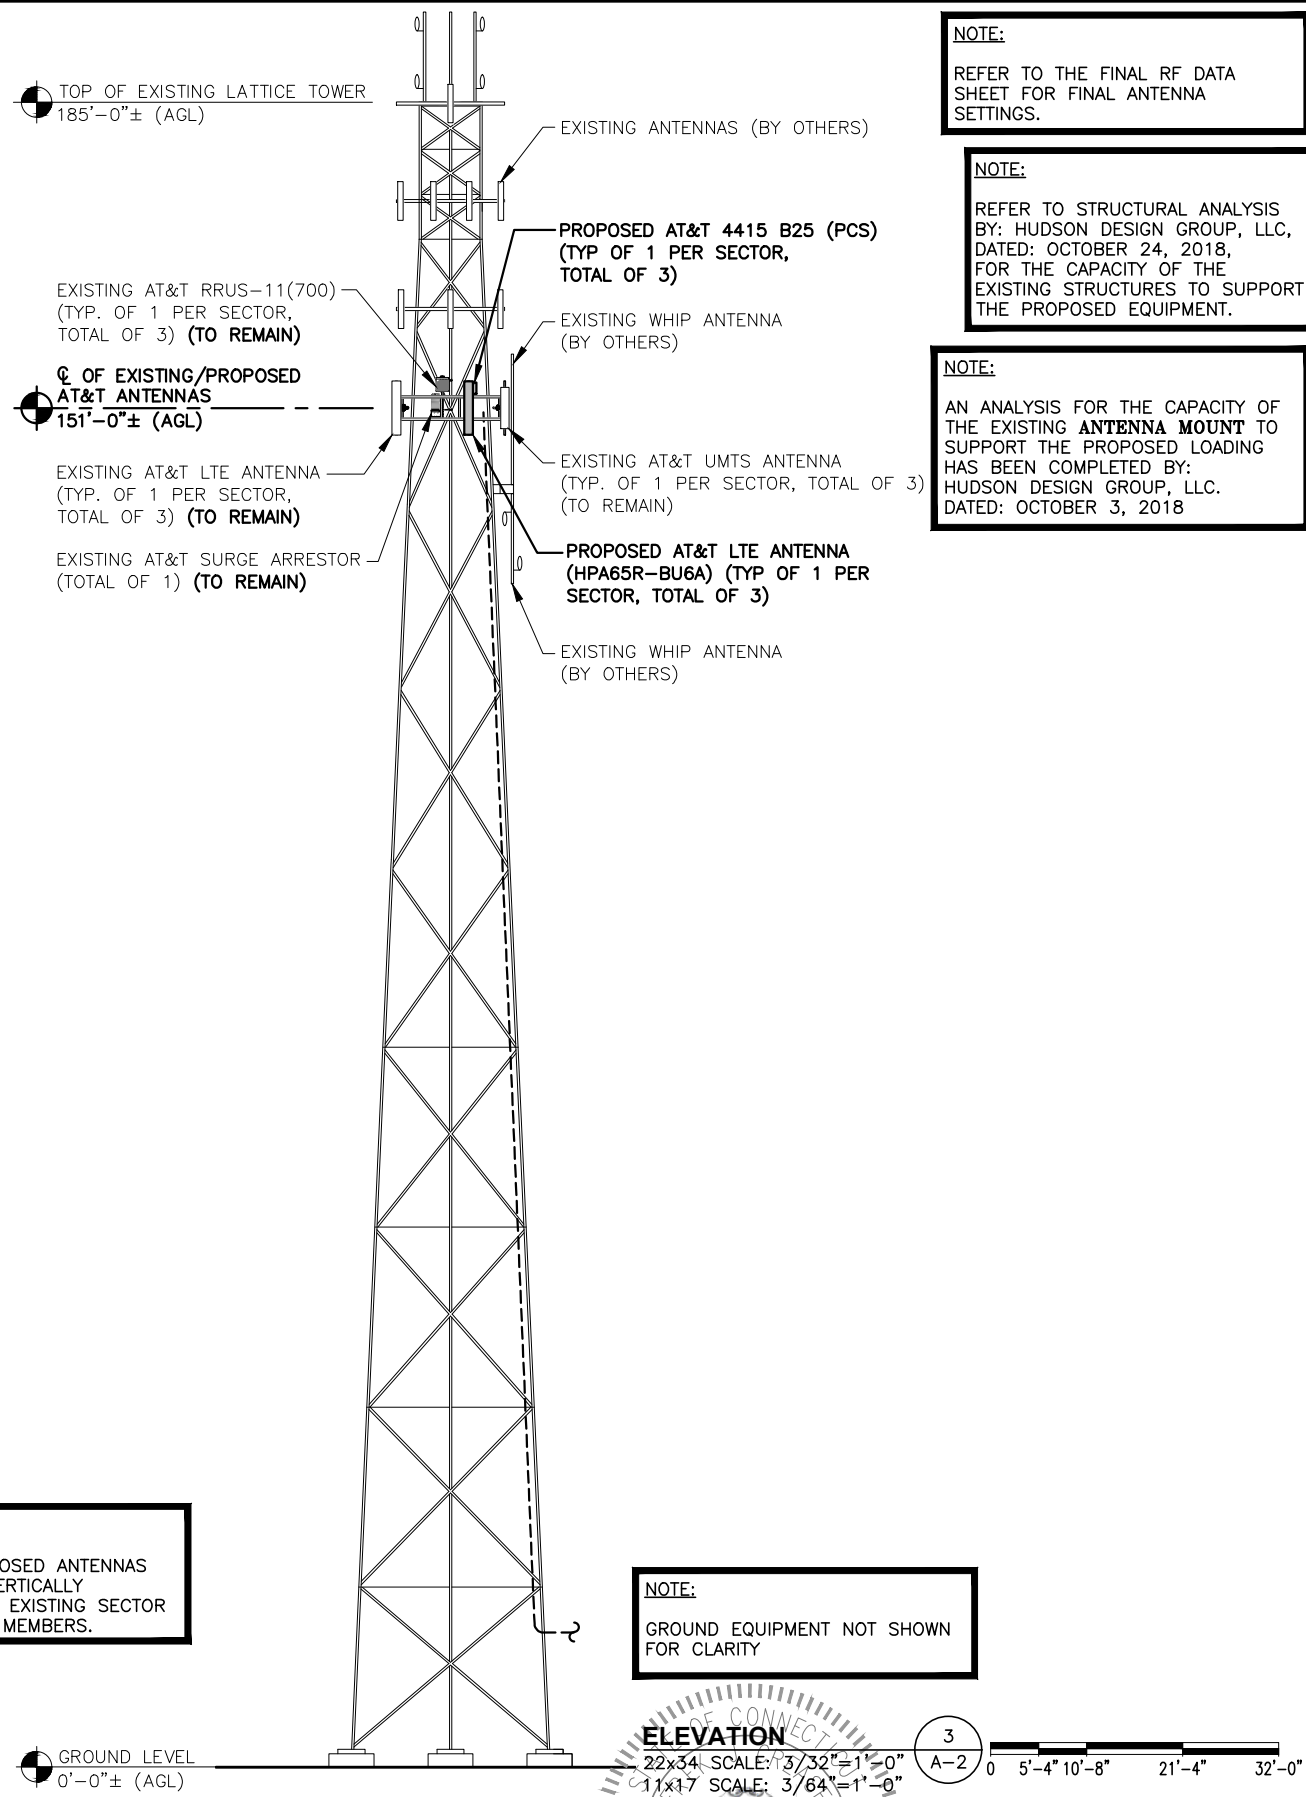 TOP OF EXISTING LATTICE TOWER
185'-0"± (AGL)
EXISTING ANTENNAS (BY OTHERS)
PROPOSED AT&T 4415 B25 (PCS)
(TYP OF 1 PER SECTOR,
TOTAL OF 3)
EXISTING AT&T RRUS-11(700)
(TYP. OF 1 PER SECTOR,
TOTAL OF 3) (TO REMAIN)
EXISTING WHIP ANTENNA
(BY OTHERS)
℄ OF EXISTING/PROPOSED
AT&T ANTENNAS
151'-0"± (AGL)
EXISTING AT&T LTE ANTENNA
(TYP. OF 1 PER SECTOR,
TOTAL OF 3) (TO REMAIN)
EXISTING AT&T UMTS ANTENNA
(TYP. OF 1 PER SECTOR, TOTAL OF 3)
(TO REMAIN)
EXISTING AT&T SURGE ARRESTOR
(TOTAL OF 1) (TO REMAIN)
PROPOSED AT&T LTE ANTENNA
(HPA65R-BU6A) (TYP OF 1 PER
SECTOR, TOTAL OF 3)
EXISTING WHIP ANTENNA
(BY OTHERS)
NOTE:
REFER TO THE FINAL RF DATA
SHEET FOR FINAL ANTENNA
SETTINGS.
NOTE:
REFER TO STRUCTURAL ANALYSIS
BY: HUDSON DESIGN GROUP, LLC,
DATED: OCTOBER 24, 2018,
FOR THE CAPACITY OF THE
EXISTING STRUCTURES TO SUPPORT
THE PROPOSED EQUIPMENT.
NOTE:
AN ANALYSIS FOR THE CAPACITY OF
THE EXISTING ANTENNA MOUNT TO
SUPPORT THE PROPOSED LOADING
HAS BEEN COMPLETED BY:
HUDSON DESIGN GROUP, LLC.
DATED: OCTOBER 3, 2018
OSED ANTENNAS
ERTICALLY
EXISTING SECTOR
MEMBERS.
NOTE:
GROUND EQUIPMENT NOT SHOWN
FOR CLARITY
GROUND LEVEL
0'-0"± (AGL)
OF CONNECTICU
ELEVATION
22x34 SCALE: 3/32"=1'-0"
11x17 SCALE: 3/64"=1'-0"
3
A-2
0 5'-4" 10'-8" 21'-4" 32'-0"